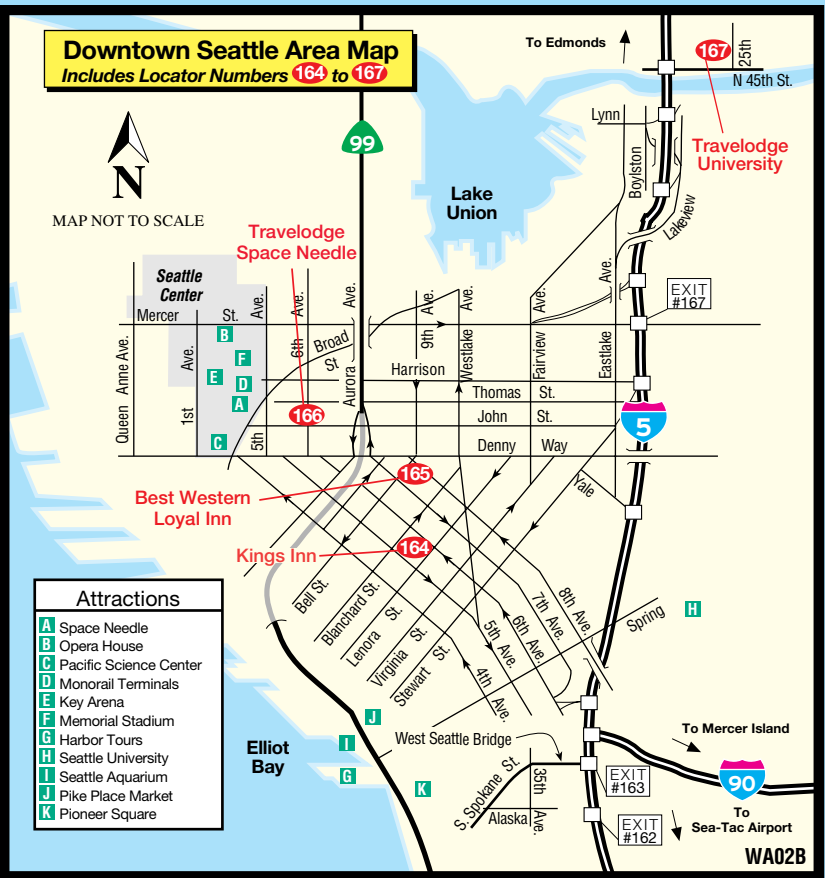 Downtown Seattle Area Map
Includes Locator Numbers 164 to 167
To Edmonds
167
25th
N 45th St.
99
Lynn
Boylston
Travelodge
University
N
MAP NOT TO SCALE
Lake
Union
Lakeview
Travelodge
Space Needle
Seattle
Center
EXIT
#167
Mercer St.
Queen Anne Ave.
1st Ave.
5th Ave.
6th Ave.
Broad
St
Aurora Ave.
9th Ave.
Westlake Ave.
Fairview Ave.
Eastlake Ave.
B
F
E
D
A
C
Harrison
Thomas St.
John St.
Denny Way
166
5
165
Yale
Best Western
Loyal Inn
164
Kings Inn
Bell St.
Blanchard St.
Lenora St.
Virginia St.
Stewart St.
4th Ave.
5th Ave.
6th Ave.
7th Ave.
8th Ave.
Spring
H
Attractions
A Space Needle
B Opera House
C Pacific Science Center
D Monorail Terminals
E Key Arena
F Memorial Stadium
G Harbor Tours
H Seattle University
I Seattle Aquarium
J Pike Place Market
K Pioneer Square
Elliot
Bay
J
I
G
K
West Seattle Bridge
To Mercer Island
S. Spokane St.
35th Ave.
Alaska
EXIT
#163
90
EXIT
#162
To
Sea-Tac Airport
WA02B